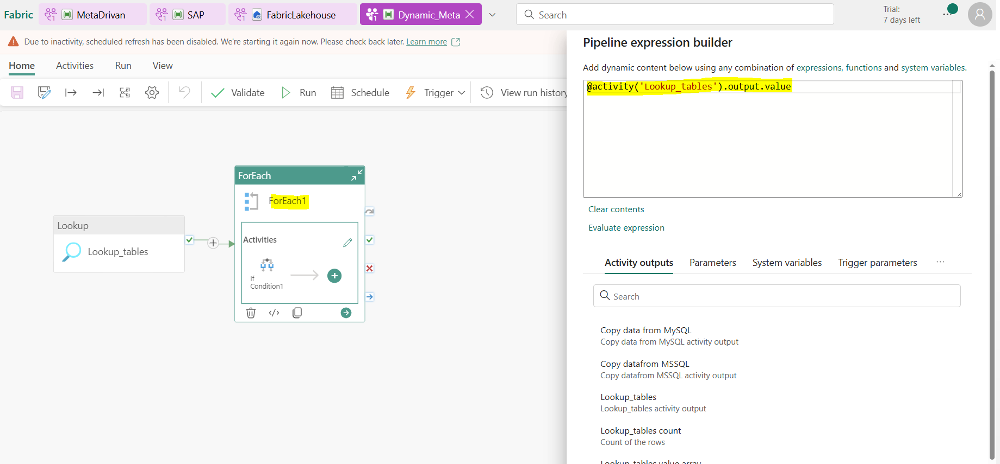 Fabric
MetaDrivan
SAP
FabricLakehouse
Dynamic_Meta
Search
Trial:
7 days left
Due to inactivity, scheduled refresh has been disabled. We're starting it again now. Please check back later. Learn more
Home
Activities
Run
View
Validate
Run
Schedule
Trigger
View run history
Lookup
Lookup_tables
ForEach
ForEach1
Activities
If
Condition1
Pipeline expression builder
Add dynamic content below using any combination of expressions, functions and system variables.
@activity('Lookup_tables').output.value
Clear contents
Evaluate expression
Activity outputs
Parameters
System variables
Trigger parameters
Search
Copy data from MySQL
Copy data from MySQL activity output
Copy datafrom MSSQL
Copy datafrom MSSQL activity output
Lookup_tables
Lookup_tables activity output
Lookup_tables count
Count of the rows
Lookup_tables value array